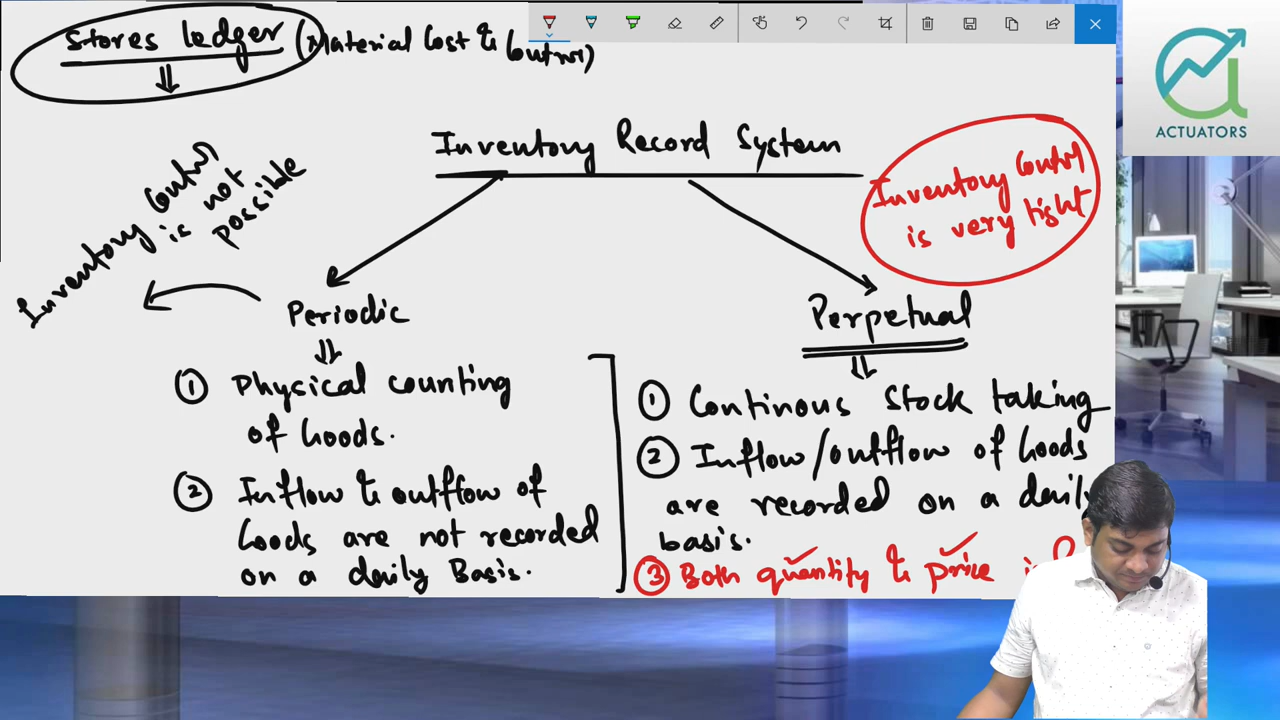 Stores ledger (Material Cost & Control)
ACTUATORS
Inventory Record System
Inventory Control
is very tight
Inventory Control
is not
possible
Periodic
① Physical counting
of Goods.
② Inflow & outflow of
Goods are not recorded
on a daily Basis.
Perpetual
① Continous Stock taking
② Inflow/outflow of Goods
are recorded on a daily
basis.
③ Both quantity & price